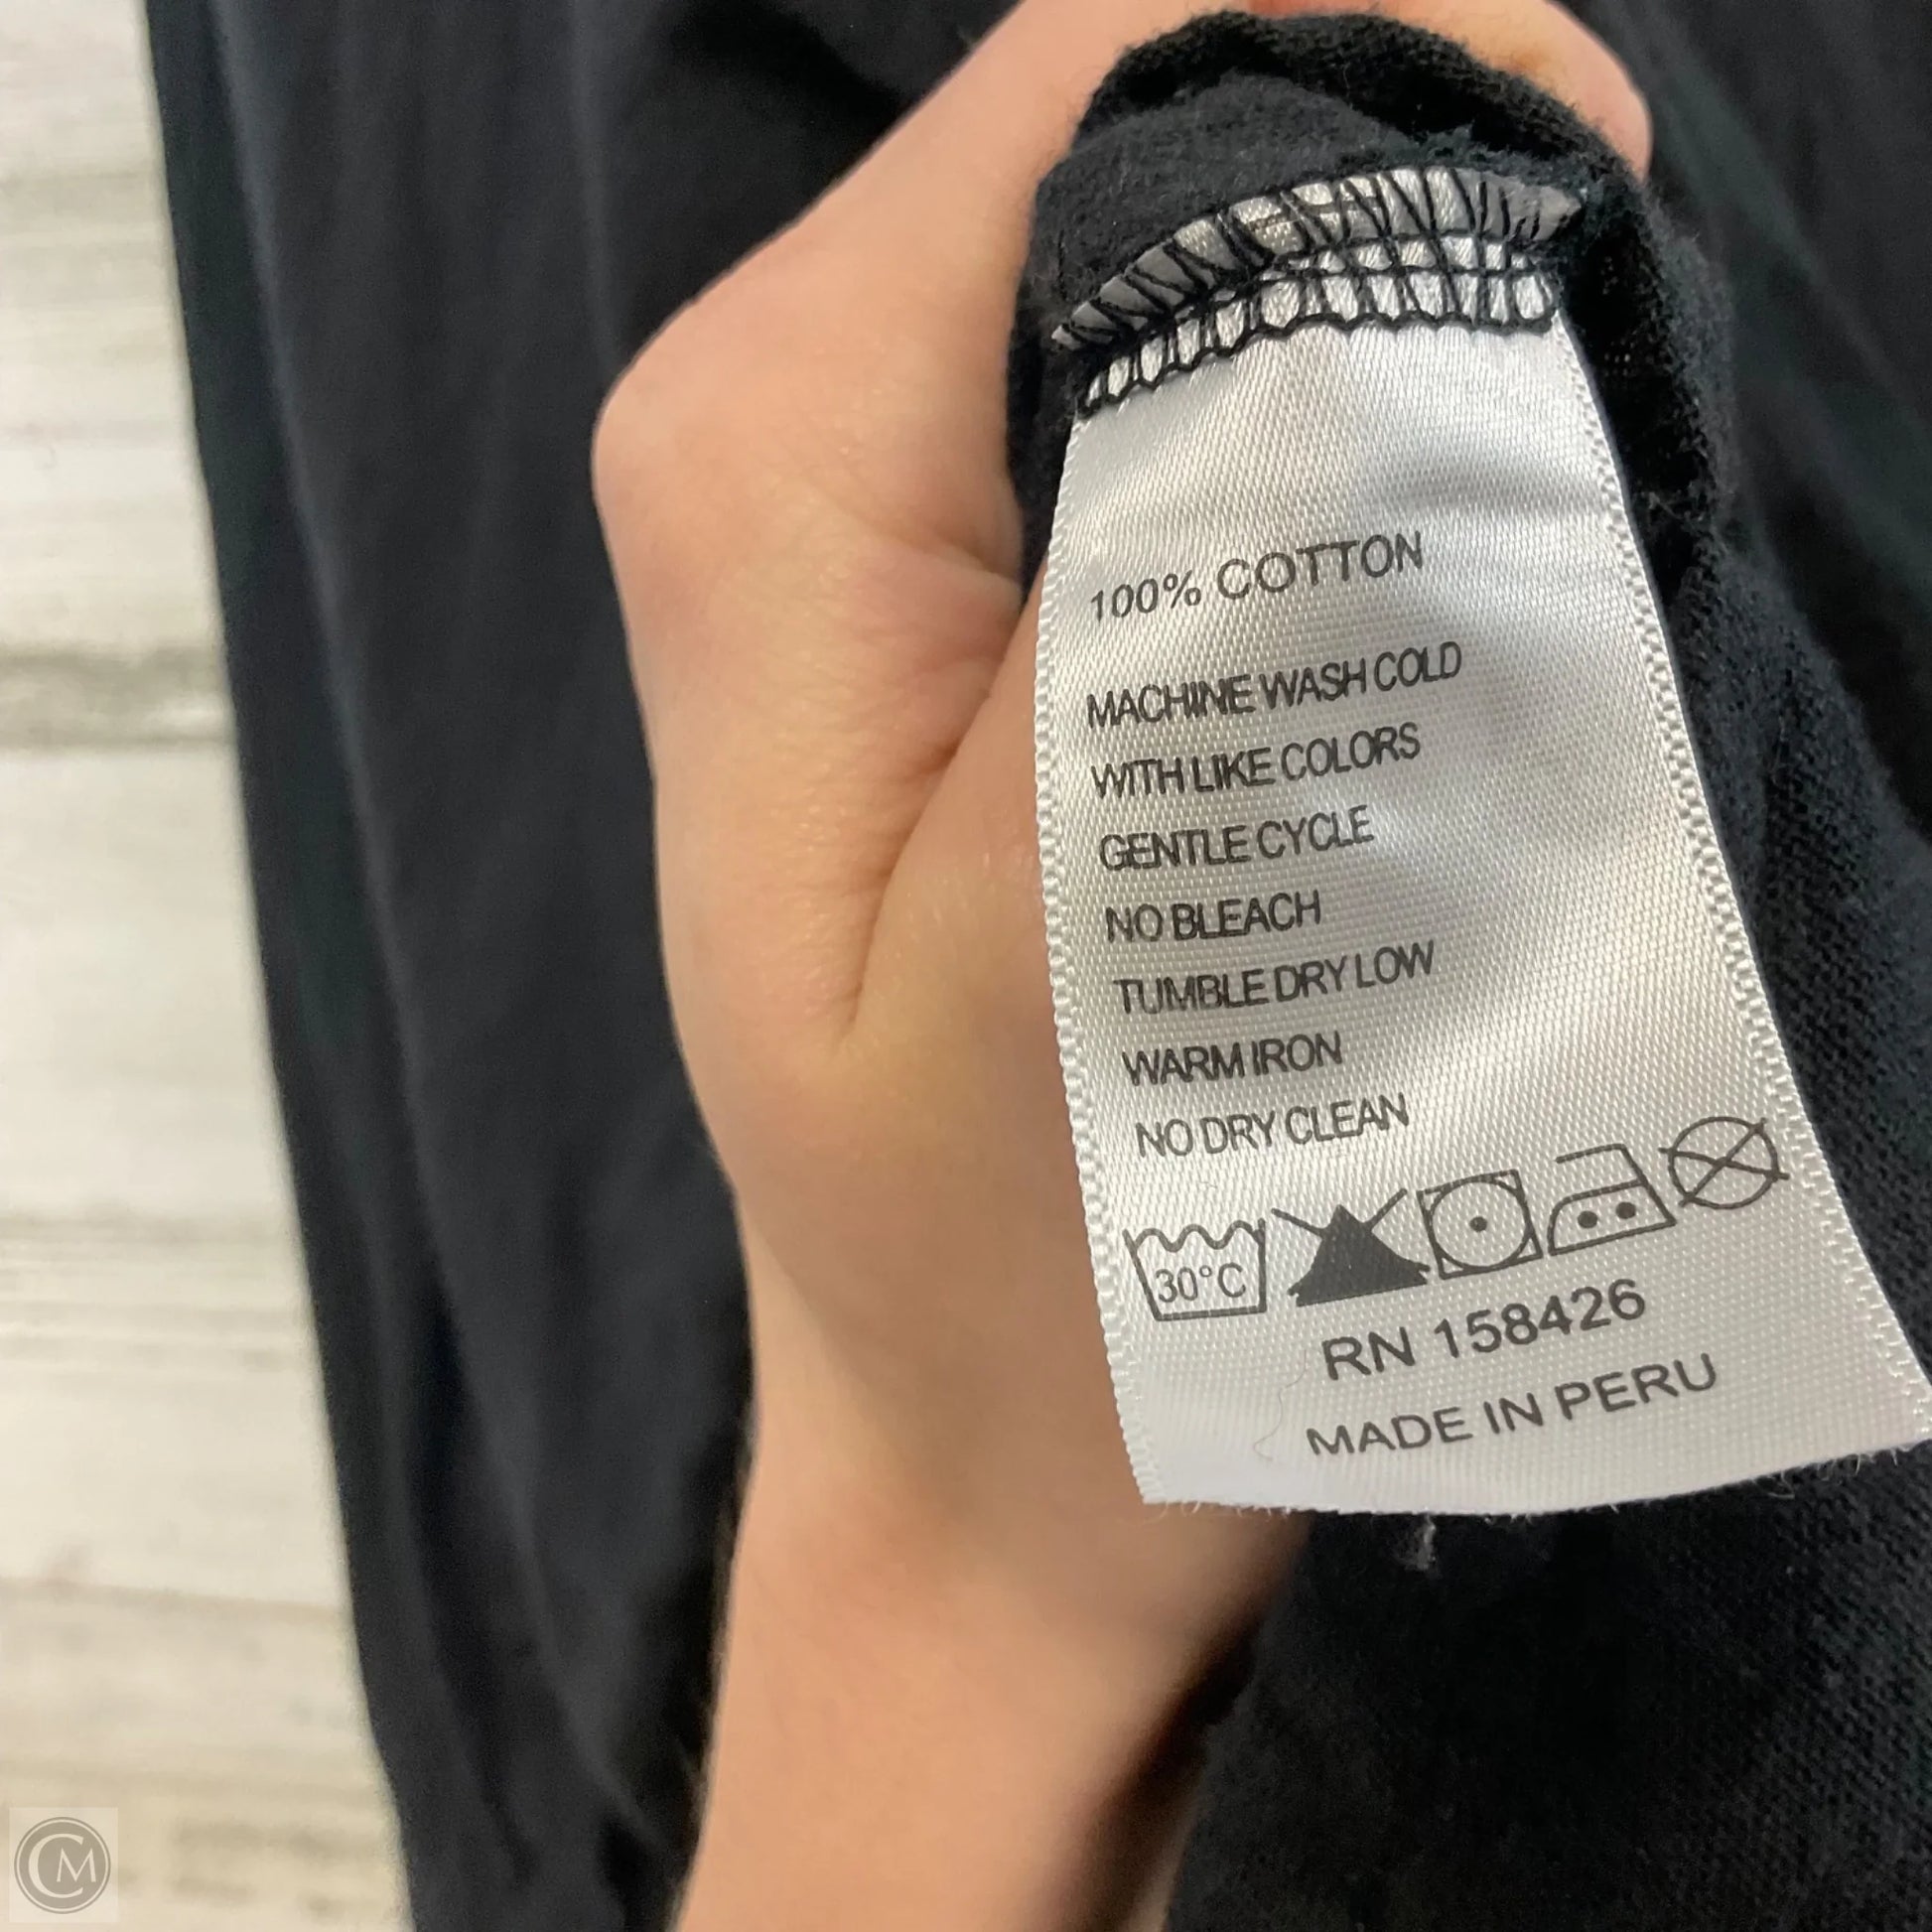 100% COTTON
MACHINE WASH COLD
WITH LIKE COLORS
GENTLE CYCLE
NO BLEACH
TUMBLE DRY LOW
WARM IRON
NO DRY CLEAN
30°C
RN 158426
MADE IN PERU
CM